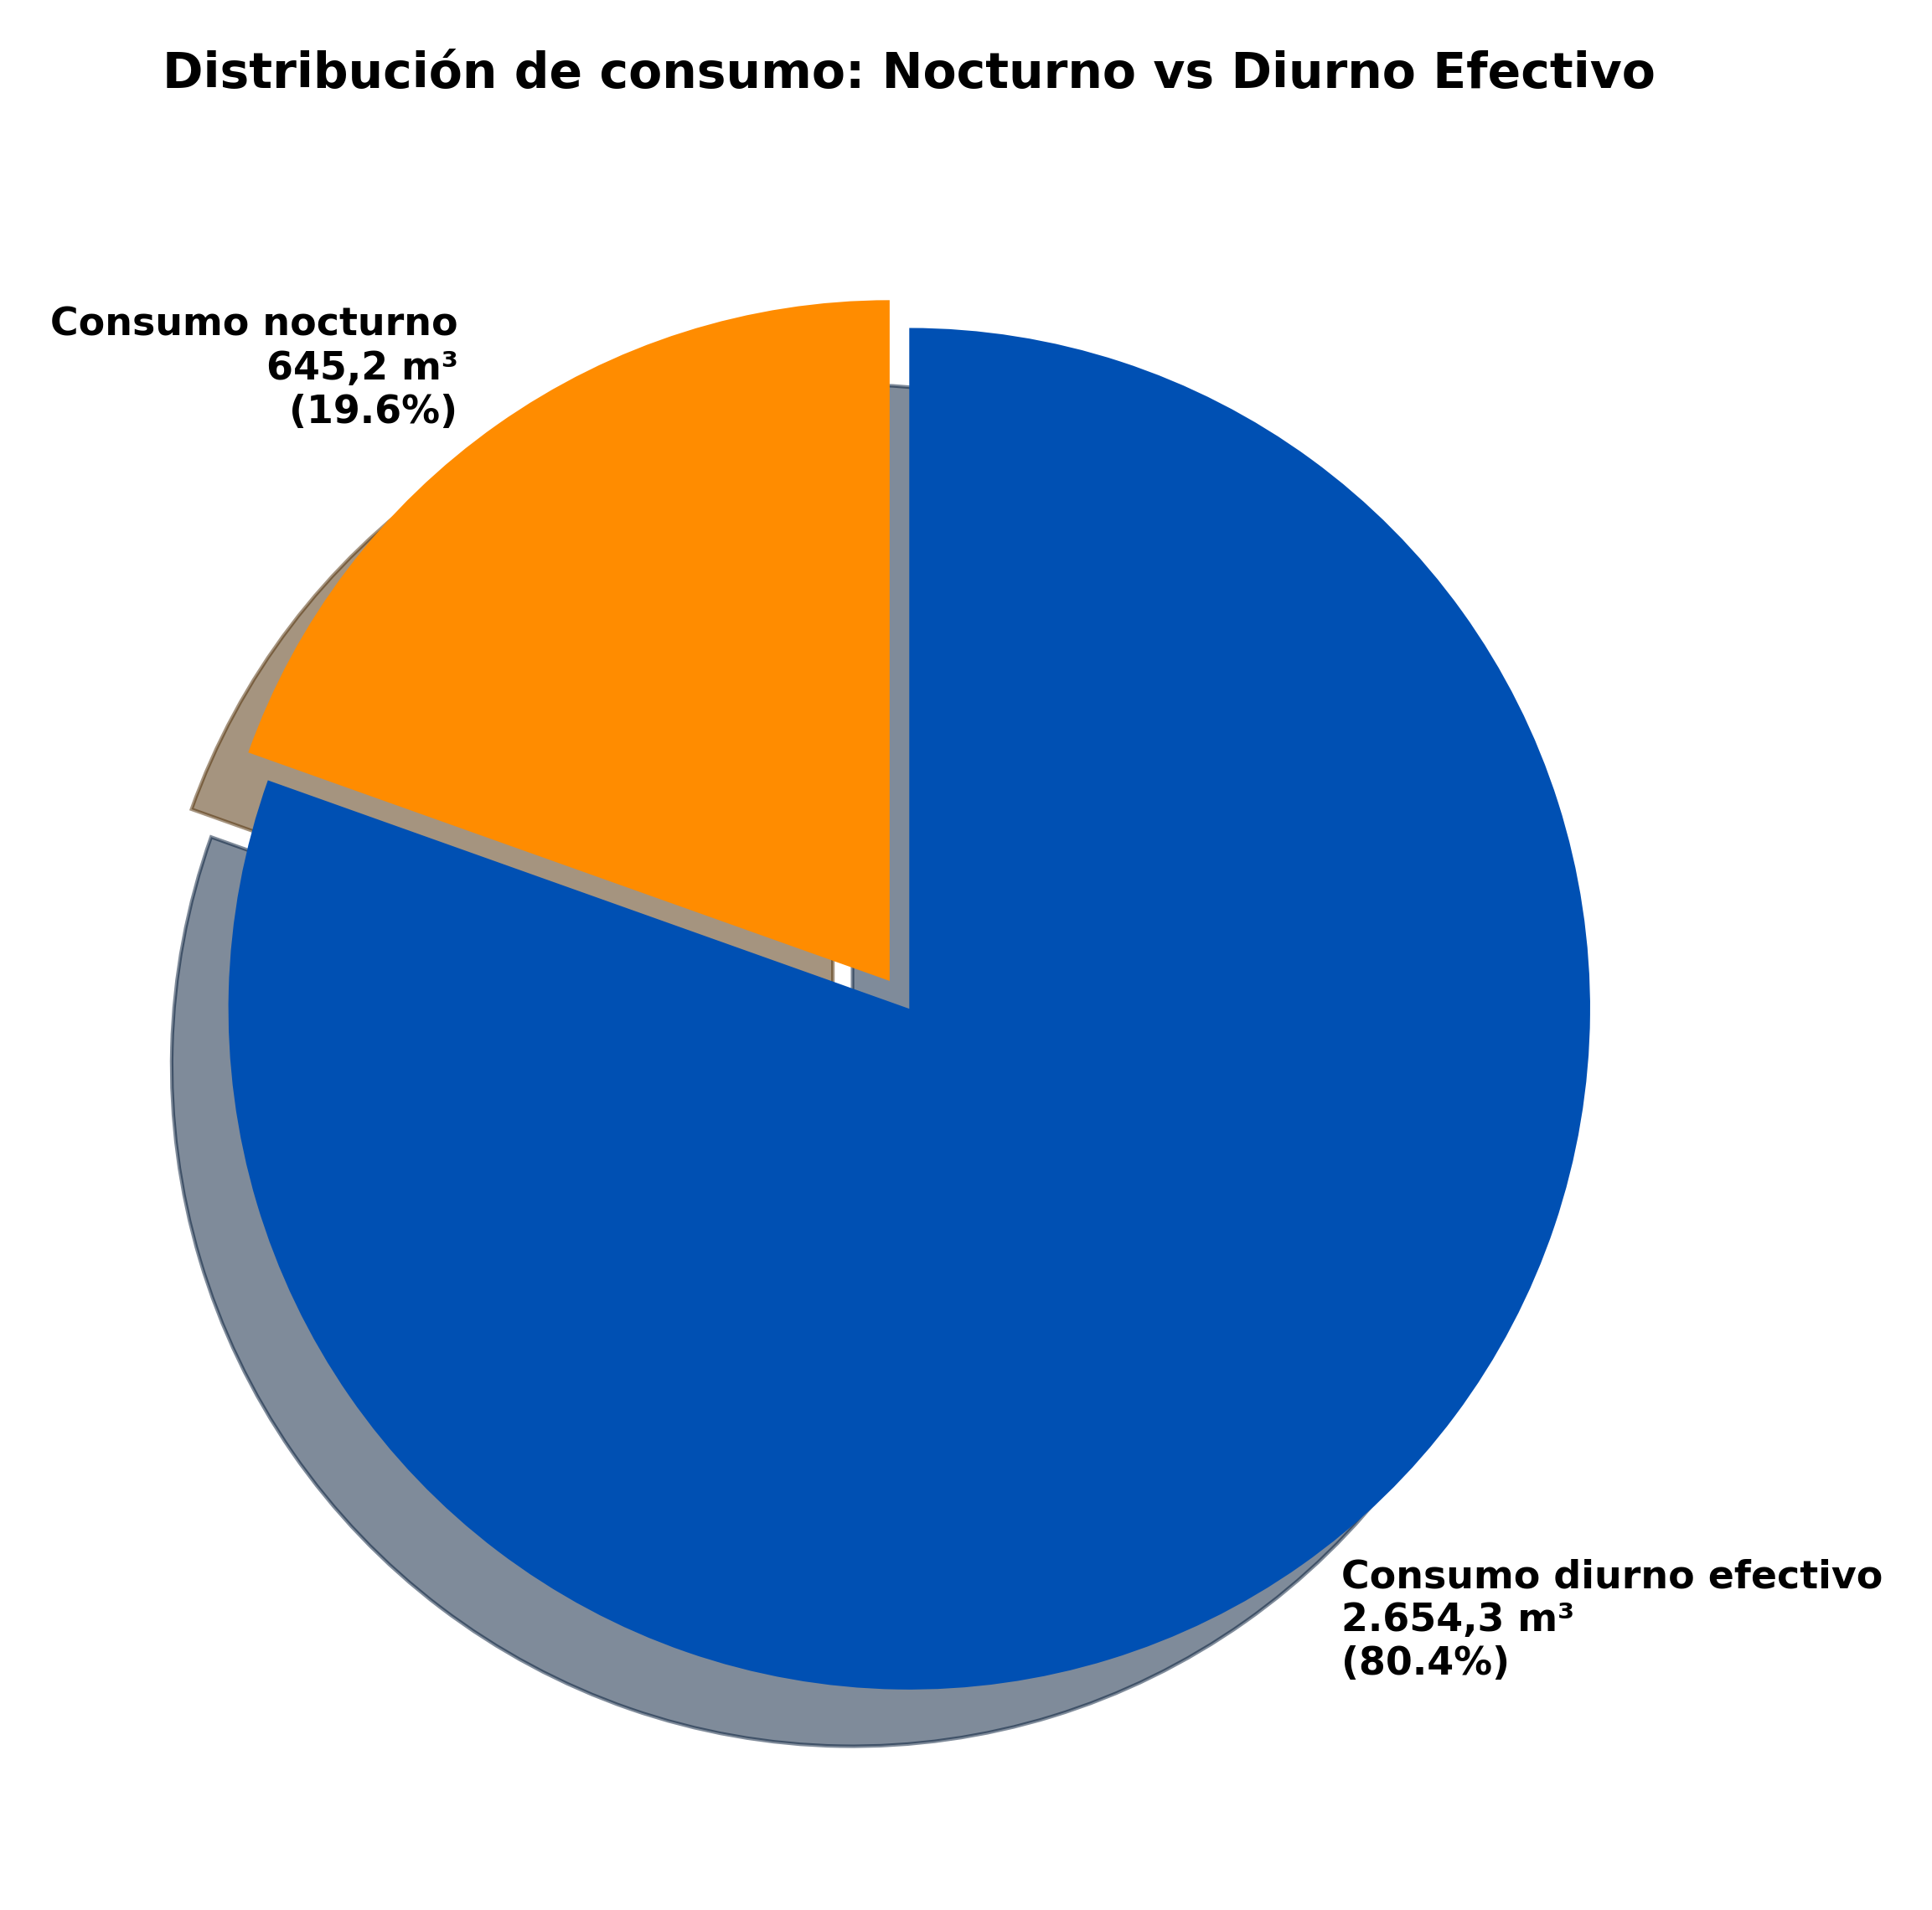 Distribución de consumo: Nocturno vs Diurno Efectivo
Consumo nocturno
645,2 m³
(19.6%)
Consumo diurno efectivo
2.654,3 m³
(80.4%)